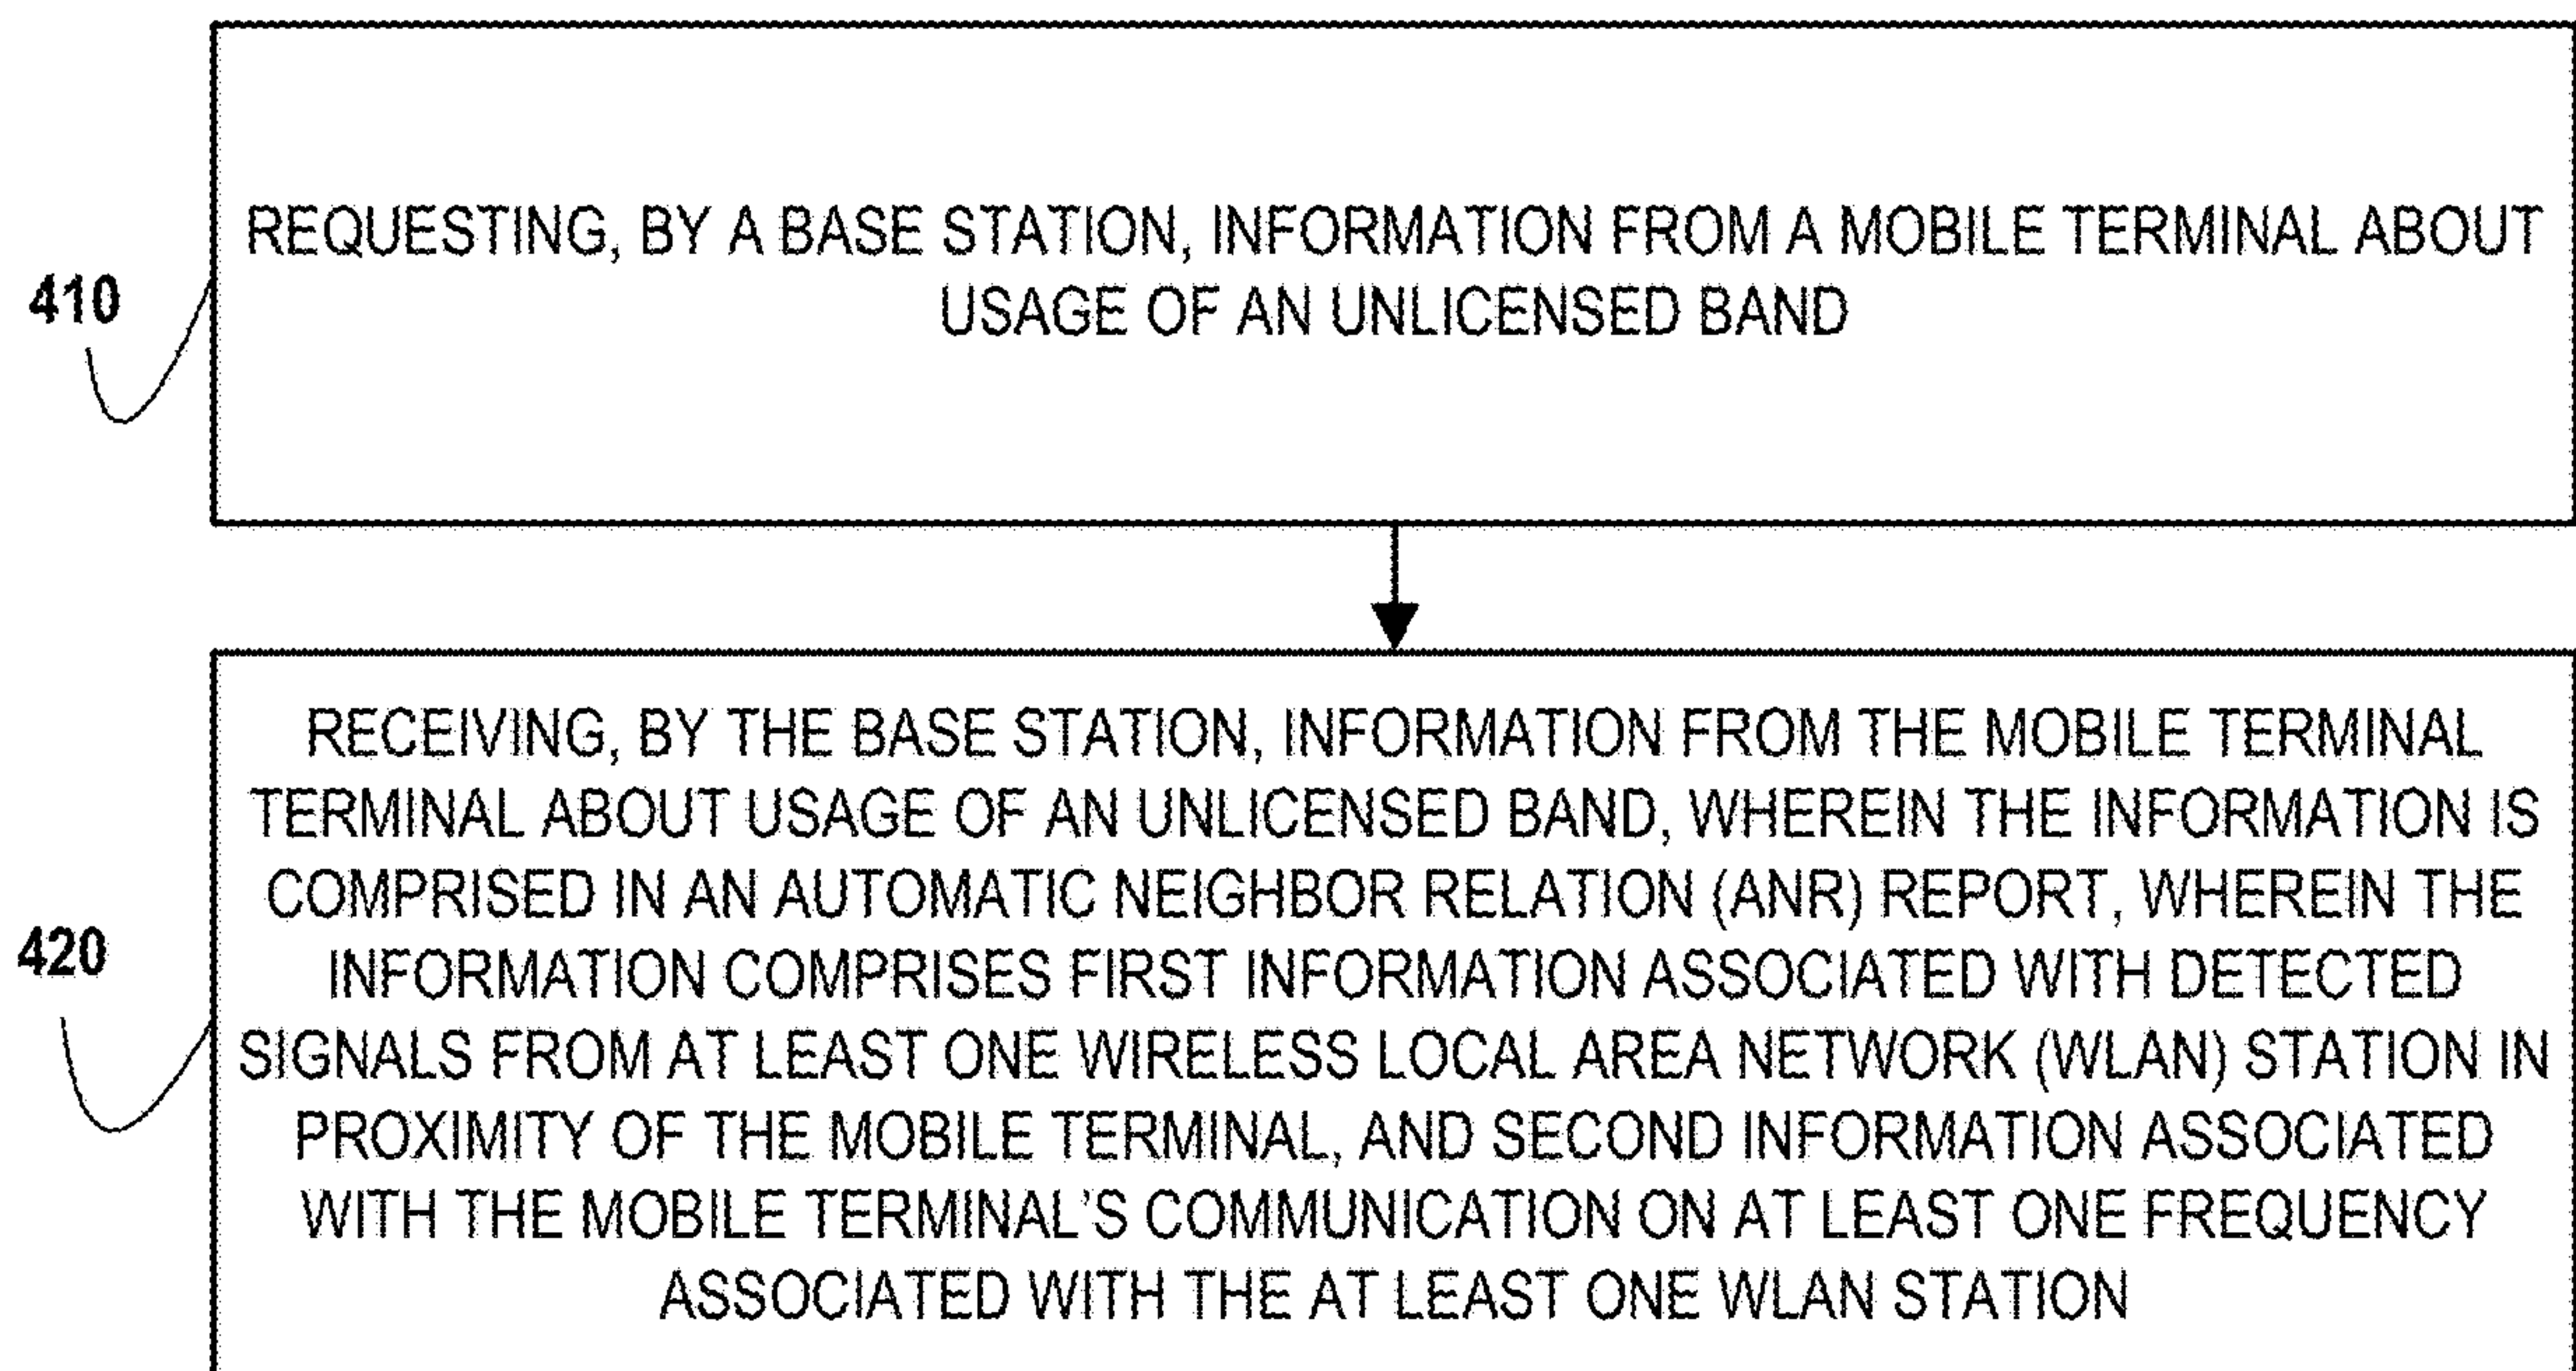 410
REQUESTING, BY A BASE STATION, INFORMATION FROM A MOBILE TERMINAL ABOUT
USAGE OF AN UNLICENSED BAND
420
RECEIVING, BY THE BASE STATION, INFORMATION FROM THE MOBILE TERMINAL
TERMINAL ABOUT USAGE OF AN UNLICENSED BAND, WHEREIN THE INFORMATION IS
COMPRISED IN AN AUTOMATIC NEIGHBOR RELATION (ANR) REPORT, WHEREIN THE
INFORMATION COMPRISES FIRST INFORMATION ASSOCIATED WITH DETECTED
SIGNALS FROM AT LEAST ONE WIRELESS LOCAL AREA NETWORK (WLAN) STATION IN
PROXIMITY OF THE MOBILE TERMINAL, AND SECOND INFORMATION ASSOCIATED
WITH THE MOBILE TERMINAL'S COMMUNICATION ON AT LEAST ONE FREQUENCY
ASSOCIATED WITH THE AT LEAST ONE WLAN STATION